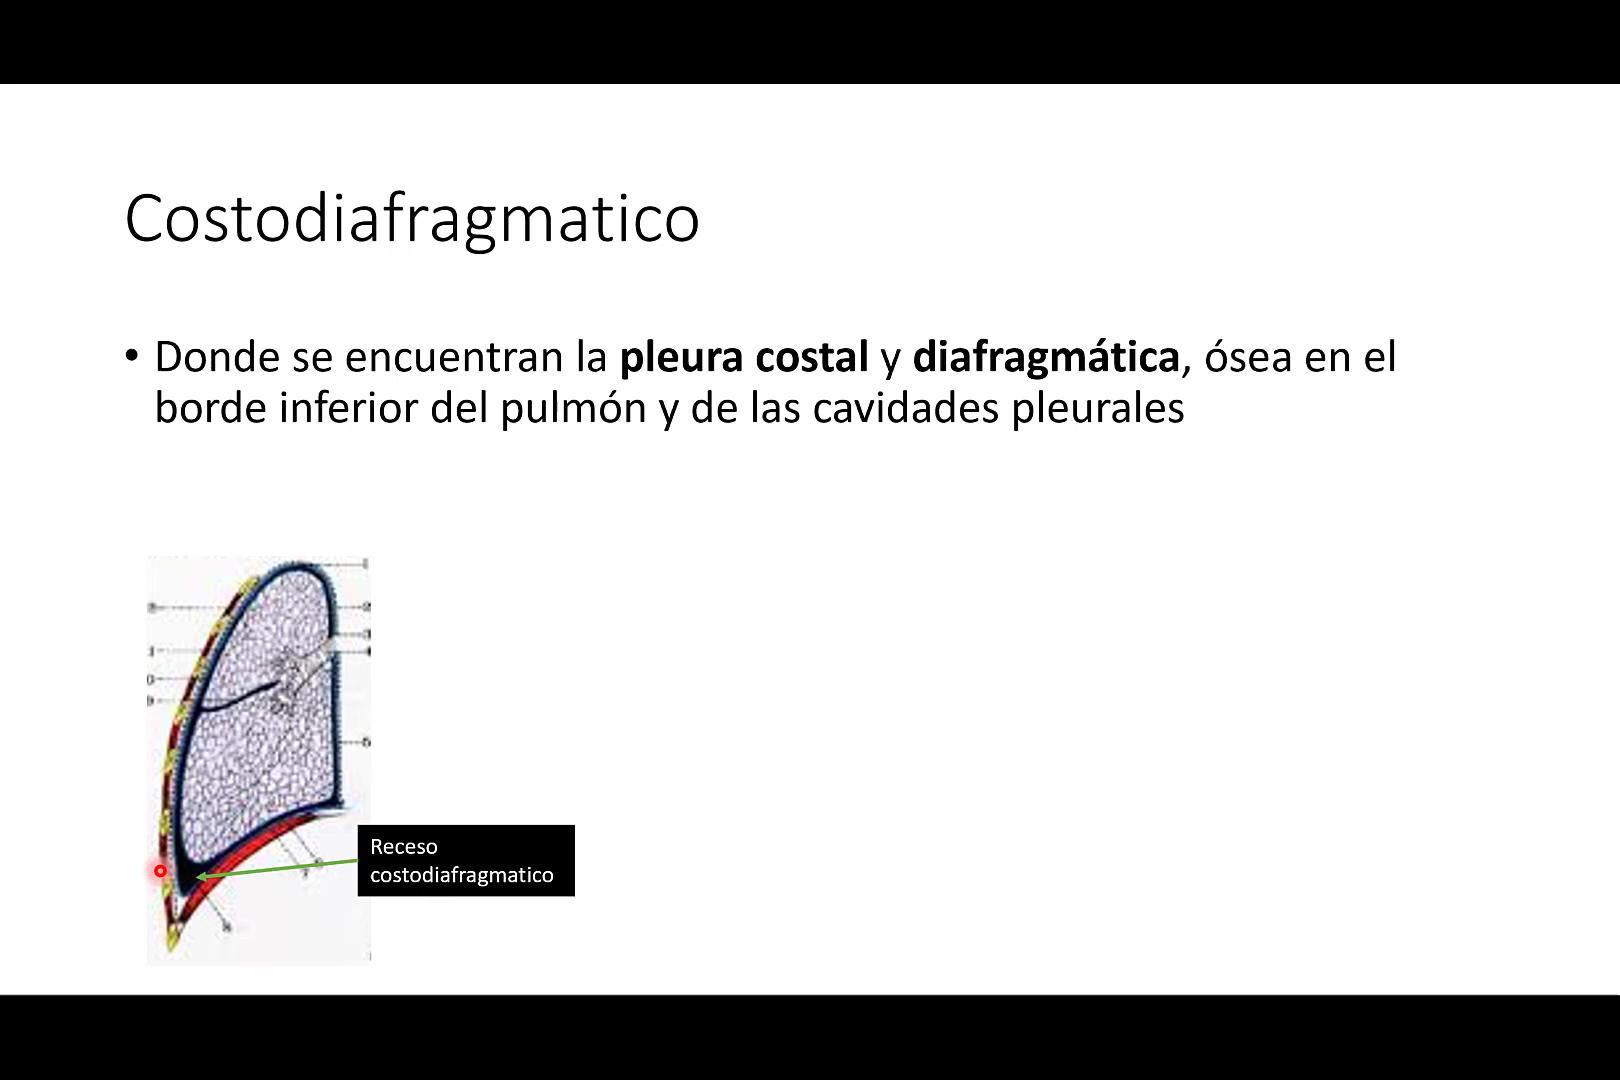 Costodiafragmatico
• Donde se encuentran la pleura costal y diafragmática, ósea en el
borde inferior del pulmón y de las cavidades pleurales
Receso
costodiafragmatico